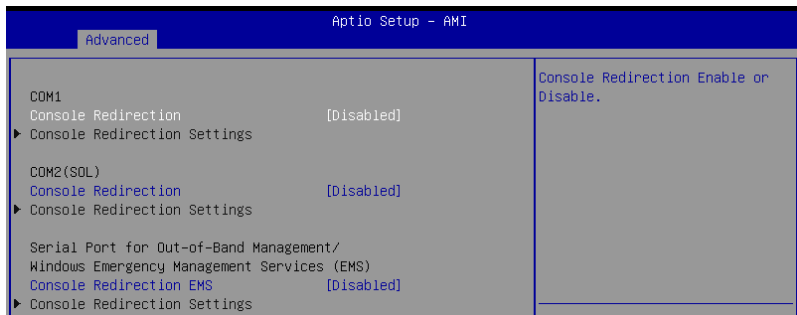 Aptio Setup – AMI
Advanced
COM1
Console Redirection [Disabled]
Console Redirection Settings
COM2(SOL)
Console Redirection [Disabled]
Console Redirection Settings
Serial Port for Out-of-Band Management/
Windows Emergency Management Services (EMS)
Console Redirection EMS [Disabled]
Console Redirection Settings
Console Redirection Enable or
Disable.